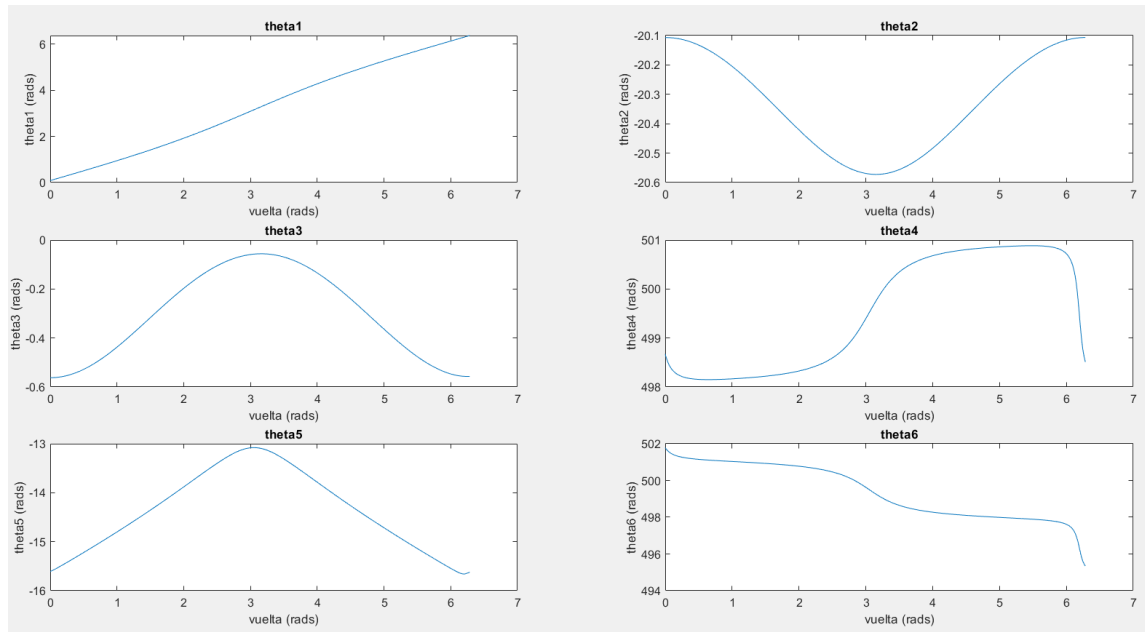 theta1
theta1 (rads)
6
4
2
0
0 1 2 3 4 5 6 7
vuelta (rads)
theta2
theta2 (rads)
-20.1
-20.2
-20.3
-20.4
-20.5
-20.6
0 1 2 3 4 5 6 7
vuelta (rads)
theta3
theta3 (rads)
0
-0.2
-0.4
-0.6
0 1 2 3 4 5 6 7
vuelta (rads)
theta4
theta4 (rads)
501
500
499
498
0 1 2 3 4 5 6 7
vuelta (rads)
theta5
theta5 (rads)
-13
-14
-15
-16
0 1 2 3 4 5 6 7
vuelta (rads)
theta6
theta6 (rads)
502
500
498
496
494
0 1 2 3 4 5 6 7
vuelta (rads)